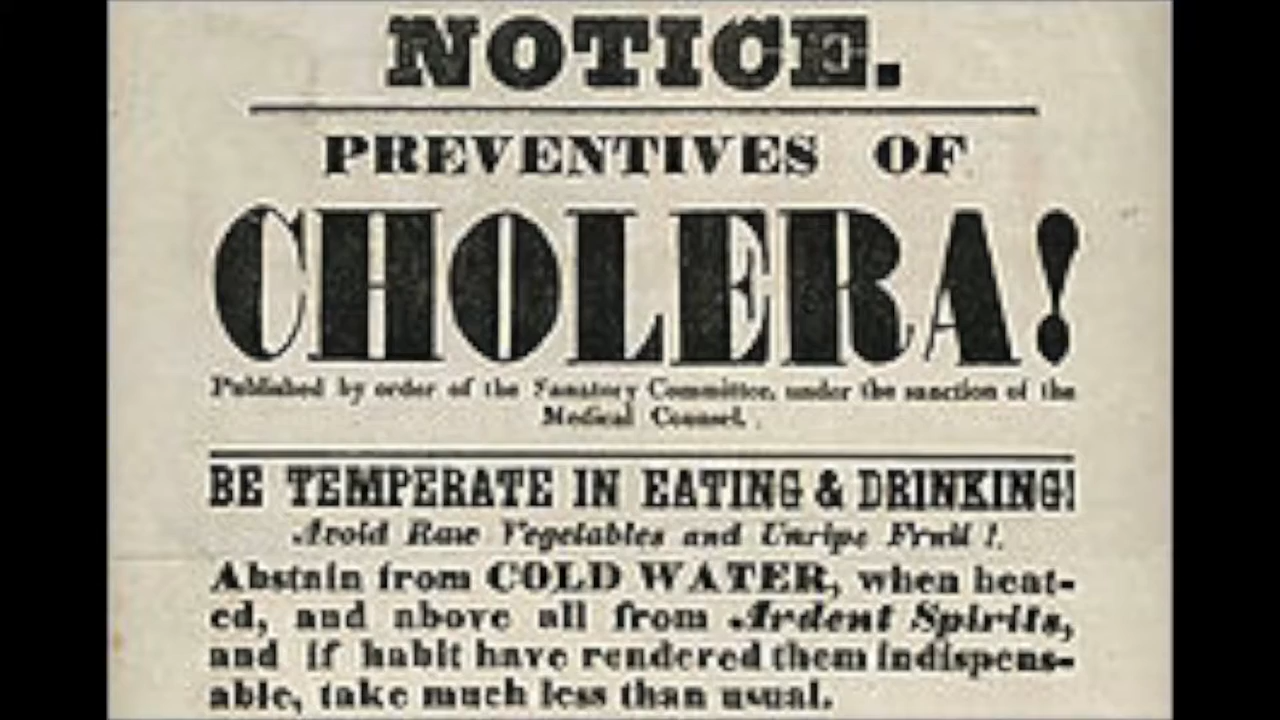 NOTICE.
PREVENTIVES OF
CHOLERA!
Published by order of the Sanatory Committee, under the sanction of the
Medical Counsel.
BE TEMPERATE IN EATING & DRINKING!
Avoid Raw Vegetables and Unripe Fruit !.
Abstain from COLD WATER, when heat-
ed, and above all from Ardent Spirits,
and if habit have rendered them indispens-
able, take much less than usual.